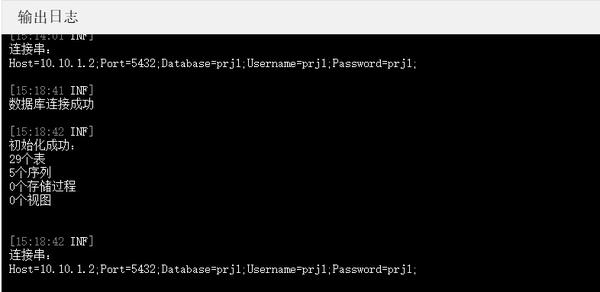 输出日志
[15:14:01 INF]
连接串：
Host=10.10.1.2;Port=5432;Database=prj1;Username=prj1;Password=prj1;
[15:18:41 INF]
数据库连接成功
[15:18:42 INF]
初始化成功：
29个表
5个序列
0个存储过程
0个视图
[15:18:42 INF]
连接串：
Host=10.10.1.2;Port=5432;Database=prj1;Username=prj1;Password=prj1;